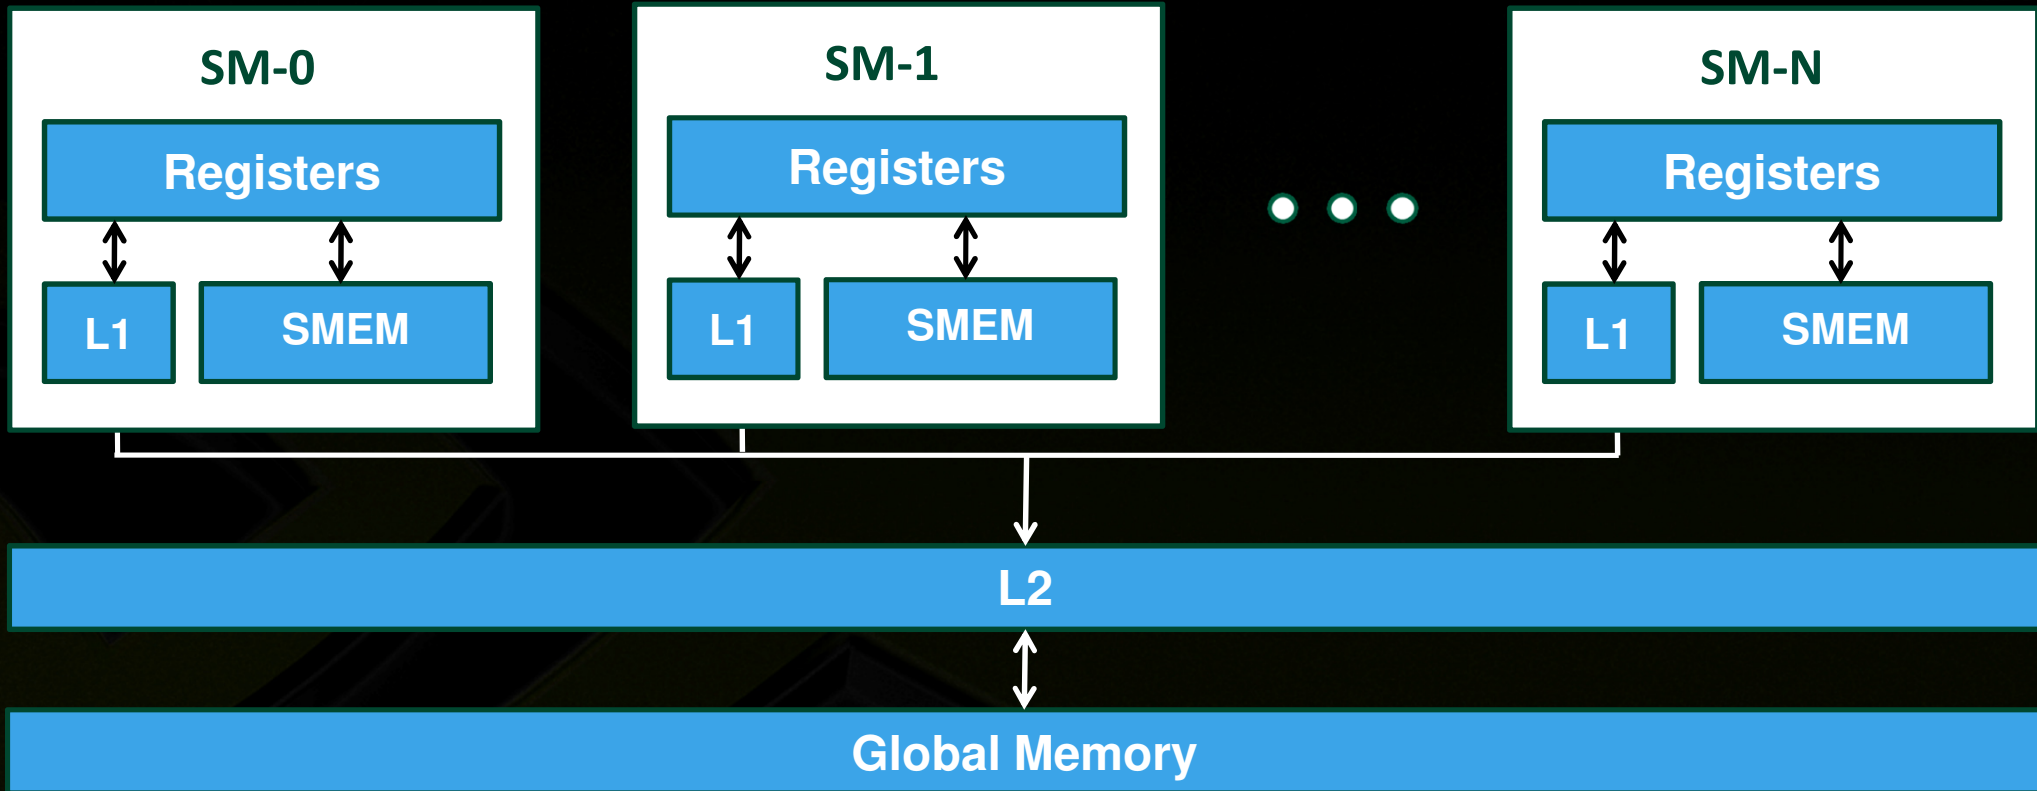 SM-0
Registers
L1
SMEM
SM-1
Registers
L1
SMEM
SM-N
Registers
L1
SMEM
L2
Global Memory